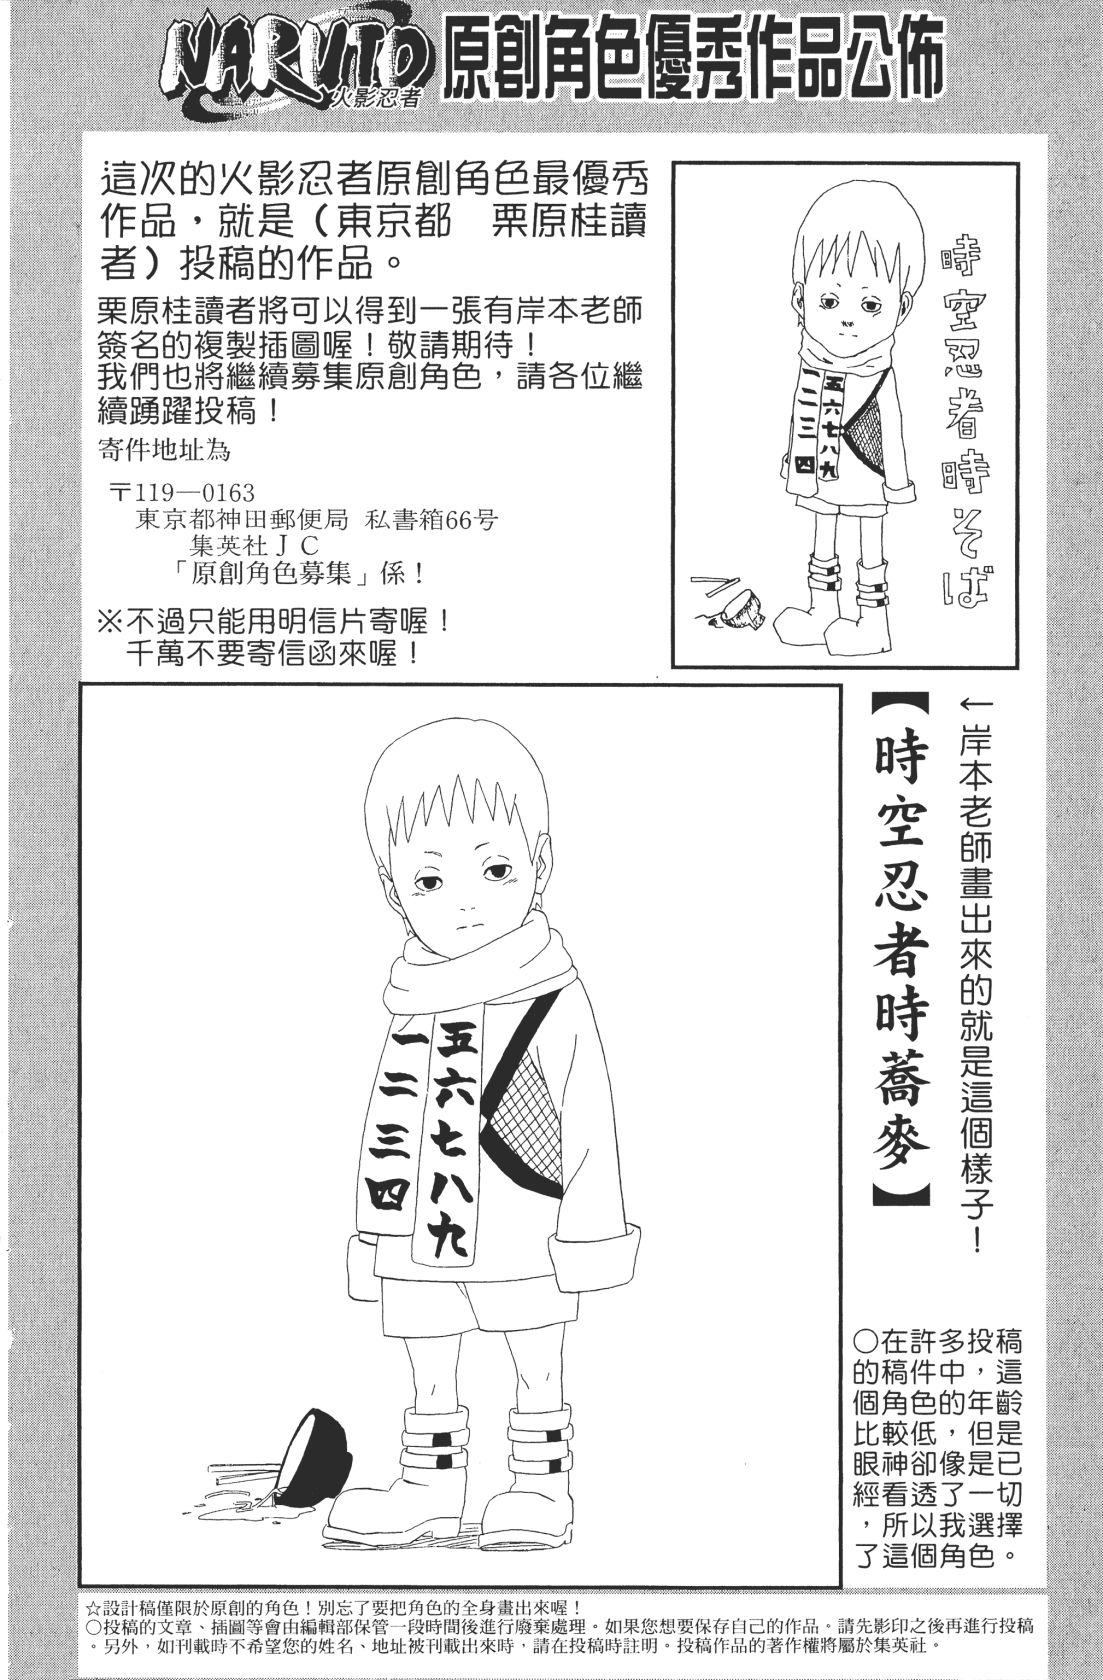 NARUTO
火影忍者
原創角色優秀作品公佈
這次的火影忍者原創角色最優秀
作品，就是（東京都　栗原桂讀
者）投稿的作品。
栗原桂讀者將可以得到一張有岸本老師
簽名的複製插圖喔！敬請期待！
我們也將繼續募集原創角色，請各位繼
續踴躍投稿！
寄件地址為
〒119—0163
東京都神田郵便局 私書箱66号
集英社ＪＣ
「原創角色募集」係！
※不過只能用明信片寄喔！
千萬不要寄信函來喔！
時空忍者時そば
五六七八九
一二三四
←岸本老師畫出來的就是這個樣子！
【時空忍者時蕎麥】
五六七八九
一二三四
○在許多投稿
的稿件中，這
個角色的年齡
比較低，但是
眼神卻像是已
經看透了一切
，所以我選擇
了這個角色。
☆設計稿僅限於原創的角色！別忘了要把角色的全身畫出來喔！
○投稿的文章、插圖等會由編輯部保管一段時間後進行廢棄處理。如果您想要保存自己的作品。請先影印之後再進行投稿
。另外，如刊載時不希望您的姓名、地址被刊載出來時，請在投稿時註明。投稿作品的著作權將屬於集英社。